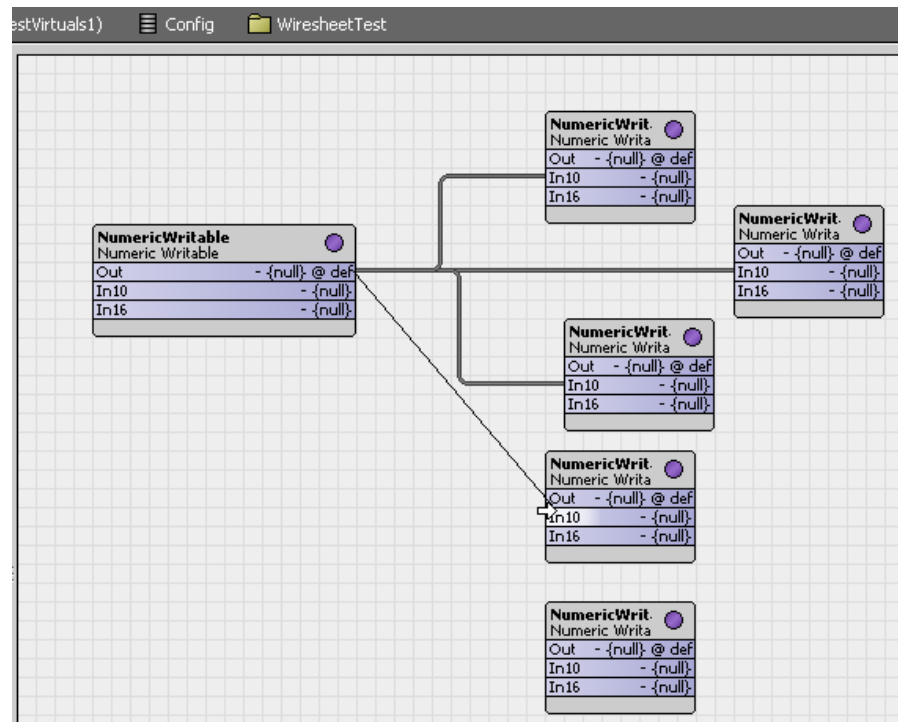 estVirtuals1) Config WiresheetTest
NumericWrit.
Numeric Writa
Out - {null} @ def
In10 - {null}
In16 - {null}
NumericWrit.
Numeric Writa
Out - {null} @ def
In10 - {null}
In16 - {null}
NumericWritable
Numeric Writable
Out - {null} @ def
In10 - {null}
In16 - {null}
NumericWrit.
Numeric Writa
Out - {null} @ def
In10 - {null}
In16 - {null}
NumericWrit.
Numeric Writa
Out - {null} @ def
In10 - {null}
In16 - {null}
NumericWrit.
Numeric Writa
Out - {null} @ def
In10 - {null}
In16 - {null}